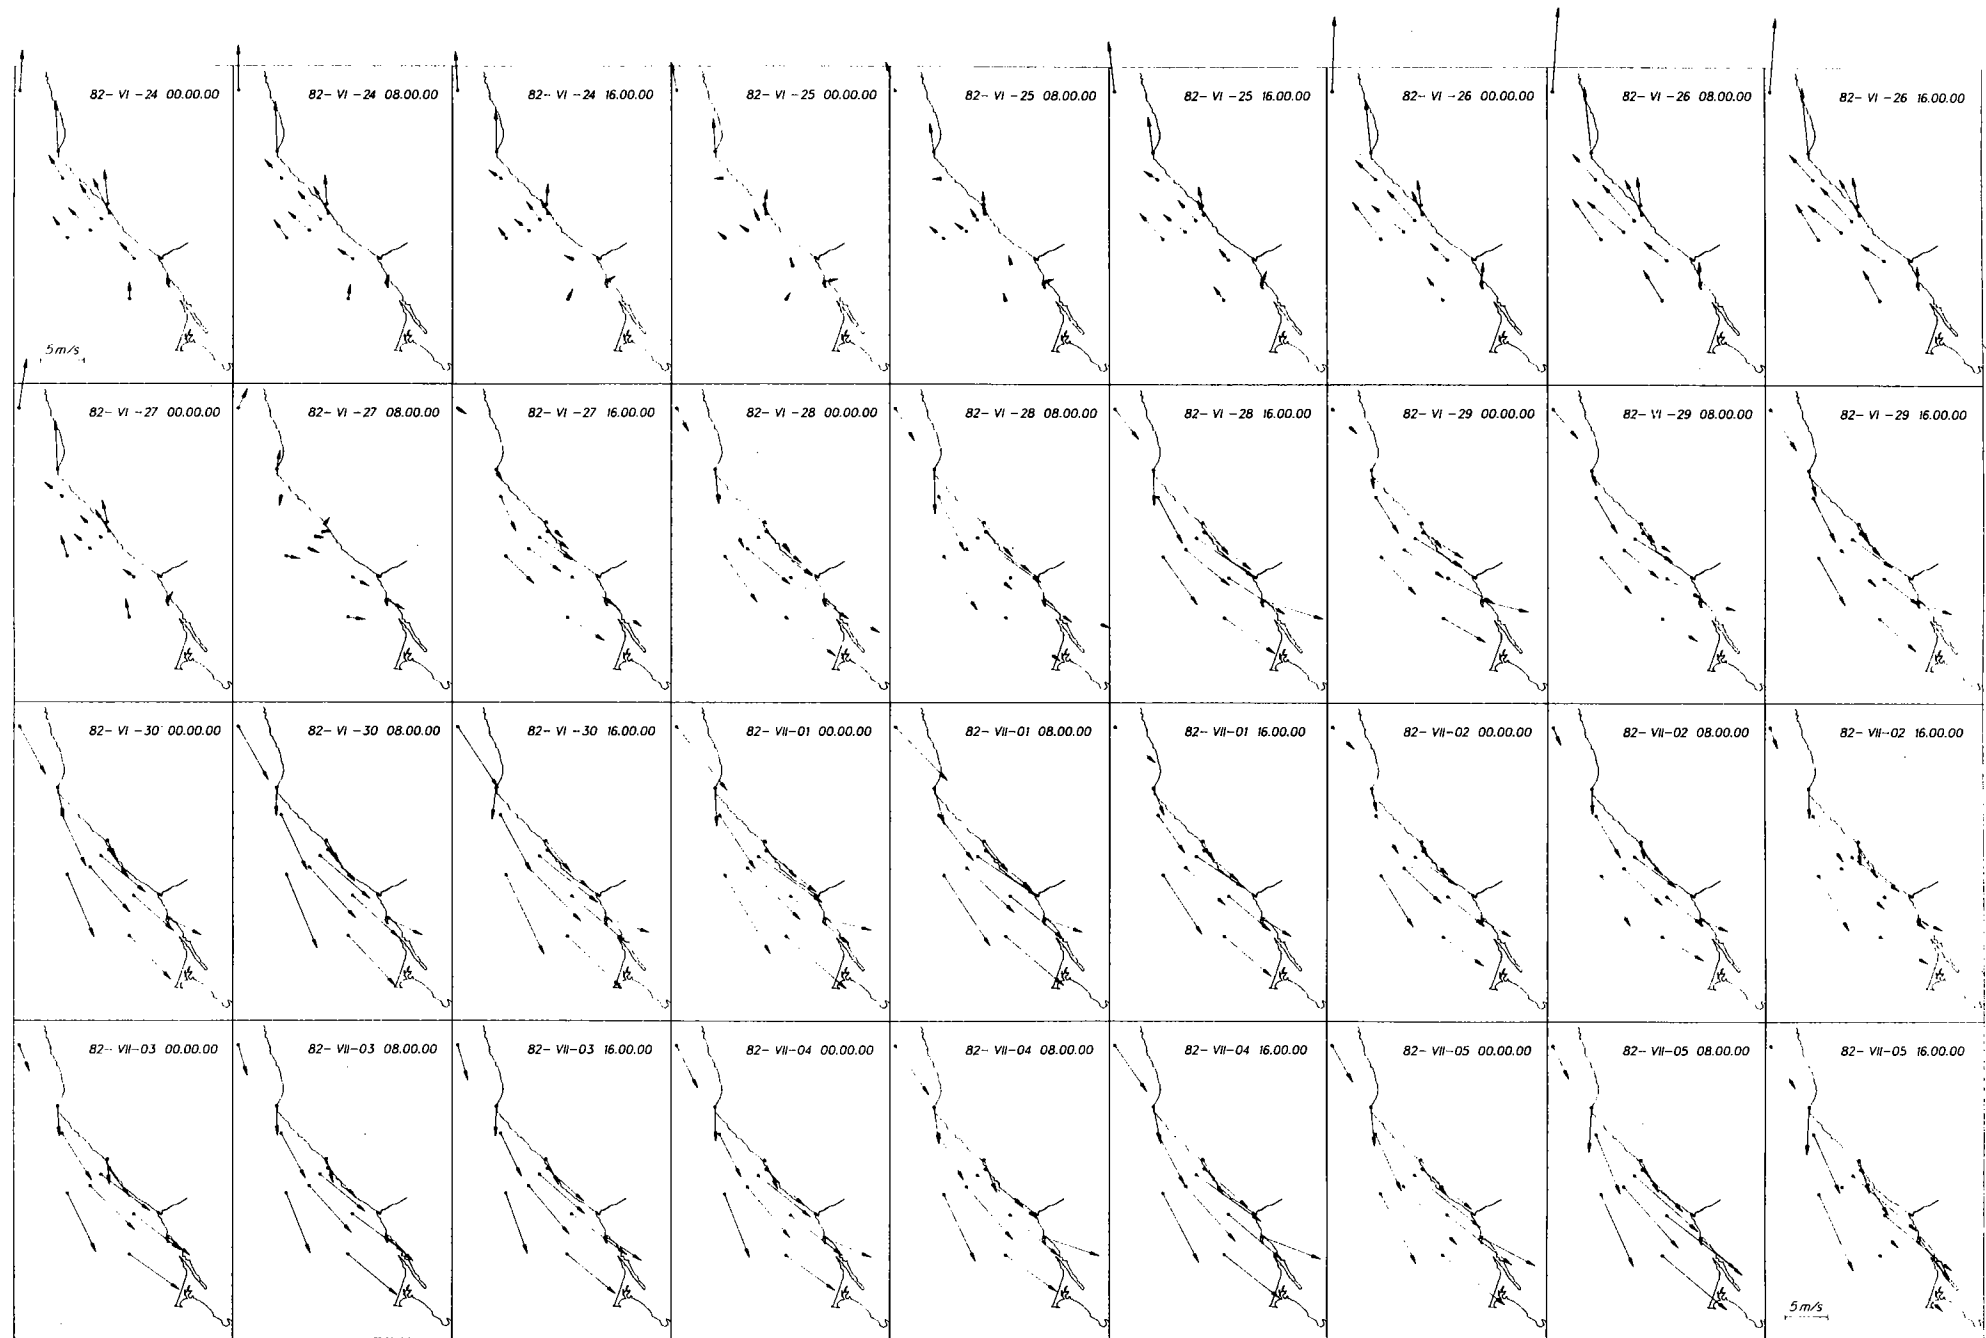 82- VI -24 00.00.00
82- VI -24 08.00.00
82- VI -24 16.00.00
82- VI -25 00.00.00
82- VI -25 08.00.00
82- VI -25 16.00.00
82- VI -26 00.00.00
82- VI -26 08.00.00
82- VI -26 16.00.00
5m/s
82- VI -27 00.00.00
82- VI -27 08.00.00
82- VI -27 16.00.00
82- VI -28 00.00.00
82- VI -28 08.00.00
82- VI -28 16.00.00
82- VI -29 00.00.00
82- VI -29 08.00.00
82- VI -29 16.00.00
82- VI -30 00.00.00
82- VI -30 08.00.00
82- VI -30 16.00.00
82- VII-01 00.00.00
82- VII-01 08.00.00
82- VII-01 16.00.00
82- VII-02 00.00.00
82- VII-02 08.00.00
82- VII-02 16.00.00
82- VII-03 00.00.00
82- VII-03 08.00.00
82- VII-03 16.00.00
82- VII-04 00.00.00
82- VII-04 08.00.00
82- VII-04 16.00.00
82- VII-05 00.00.00
82- VII-05 08.00.00
82- VII-05 16.00.00
5m/s